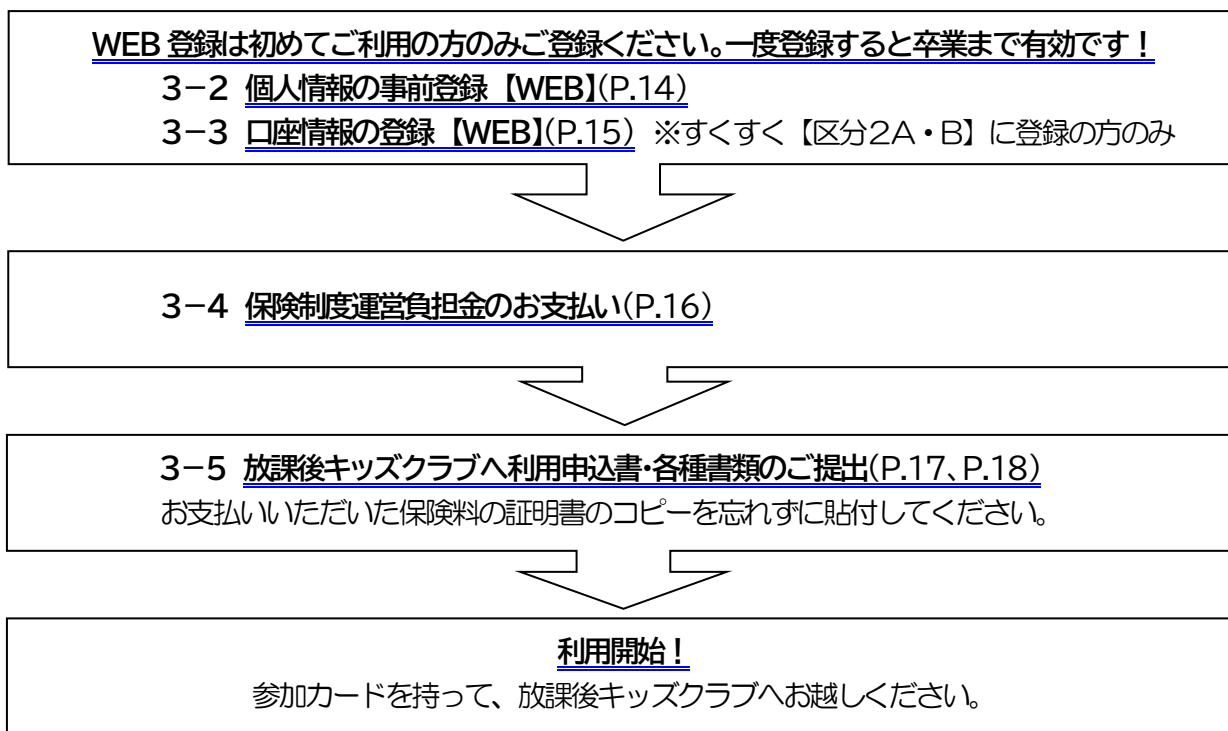 WEB 登録は初めてご利用の方のみご登録ください。一度登録すると卒業まで有効です！
3－2 個人情報の事前登録【WEB】(P.14)
3－3 口座情報の登録【WEB】(P.15) ※すくすく【区分2A・B】に登録の方のみ
3－4 保険制度運営負担金のお支払い(P.16)
3－5 放課後キッズクラブへ利用申込書・各種書類のご提出(P.17、P.18)
お支払いいただいた保険料の証明書のコピーを忘れずに貼付してください。
利用開始！
参加カードを持って、放課後キッズクラブへお越しください。